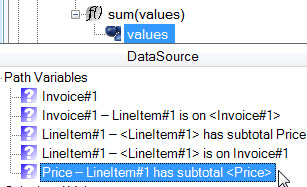 f() sum(values)
values
DataSource
Path Variables
Invoice#1
Invoice#1 – LineItem#1 is on <Invoice#1>
LineItem#1 – <LineItem#1> has subtotal Price
LineItem#1 – <LineItem#1> is on Invoice#1
Price – LineItem#1 has subtotal <Price>